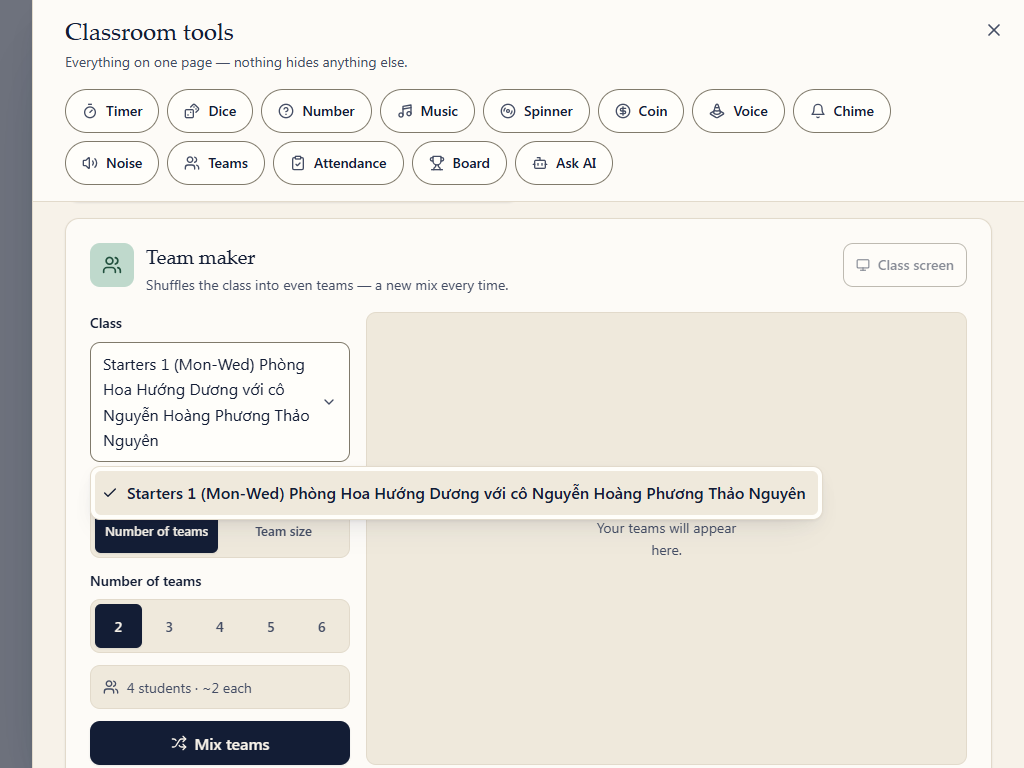 Classroom tools
Everything on one page — nothing hides anything else.
Timer
Dice
Number
Music
Spinner
Coin
Voice
Chime
Noise
Teams
Attendance
Board
Ask AI
Team maker
Shuffles the class into even teams — a new mix every time.
Class screen
Class
Starters 1 (Mon-Wed) Phòng
Hoa Hướng Dương với cô
Nguyễn Hoàng Phương Thảo
Nguyên
Starters 1 (Mon-Wed) Phòng Hoa Hướng Dương với cô Nguyễn Hoàng Phương Thảo Nguyên
Number of teams
Team size
Your teams will appear
here.
Number of teams
2
3
4
5
6
4 students · ~2 each
Mix teams